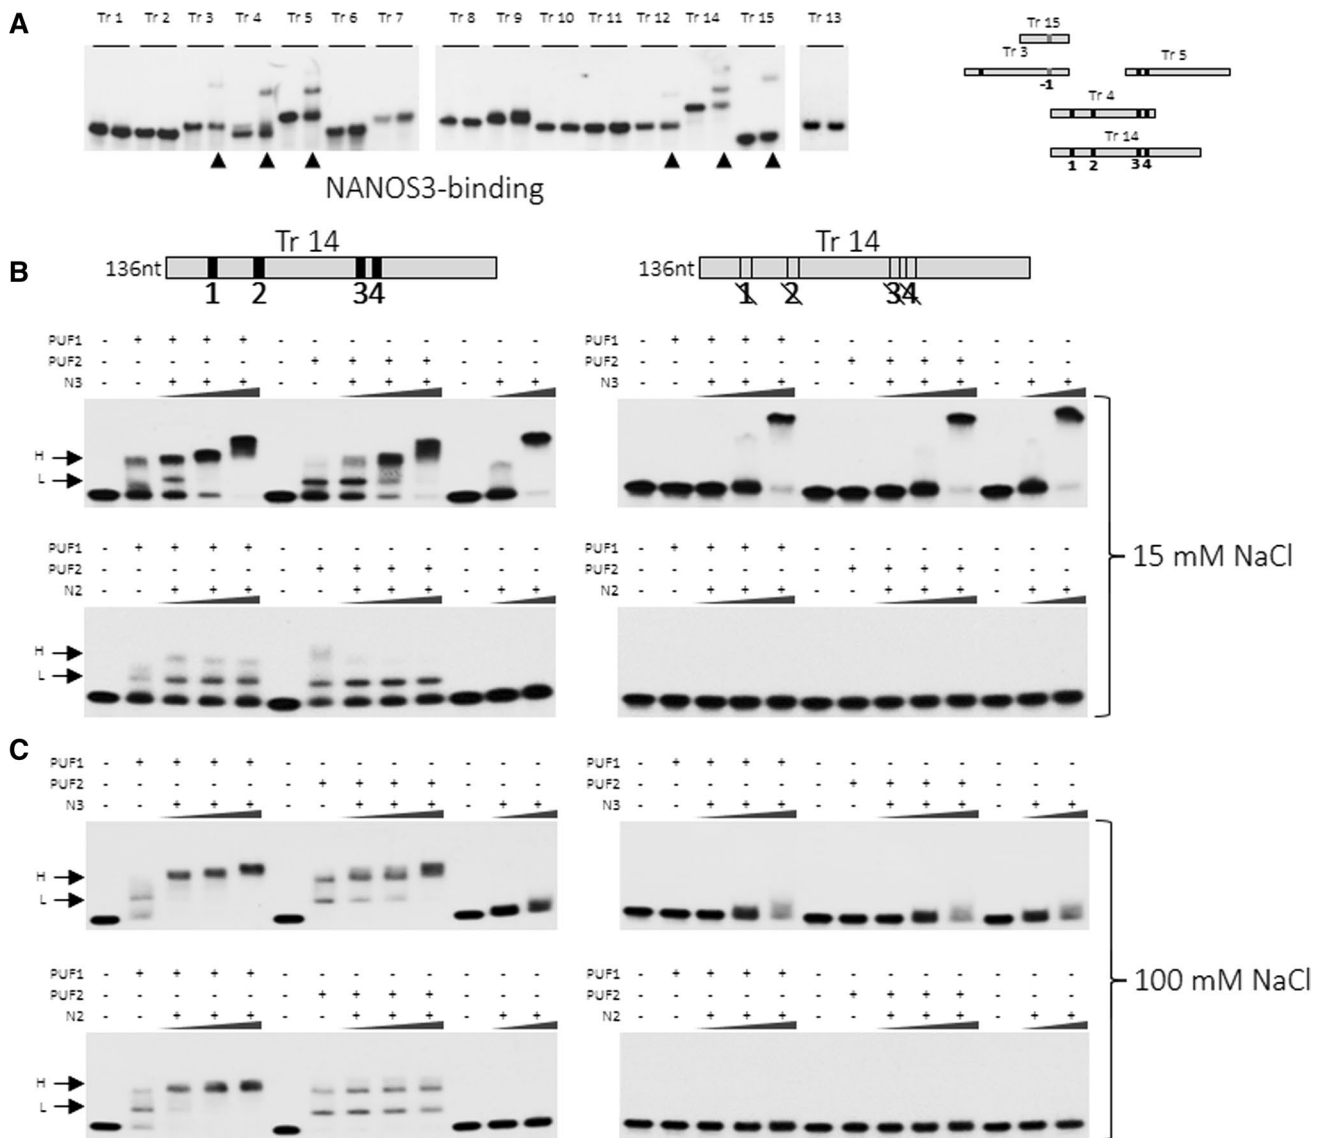 A
Tr 1 Tr 2 Tr 3 Tr 4 Tr 5 Tr 6 Tr 7 Tr 8 Tr 9 Tr 10 Tr 11 Tr 12 Tr 14 Tr 15 Tr 13
NANOS3-binding
Tr 15
Tr 3
-1
Tr 5
Tr 4
Tr 14
1 2 34
B
Tr 14
136nt
1 2 34
Tr 14
136nt
1 2 34
PUF1 - + + + + - - - - - - - -
PUF2 - - - - - - + + + + - - -
N3 - - + + + - - + + + - + +
H
L
PUF1 - + + + + - - - - - - - -
PUF2 - - - - - - + + + + - - -
N3 - - + + + - - + + + - + +
PUF1 - + + + + - - - - - - - -
PUF2 - - - - - - + + + + - - -
N2 - - + + + - - + + + - + +
H
L
PUF1 - + + + + - - - - - - - -
PUF2 - - - - - - + + + + - - -
N2 - - + + + - - + + + - + +
15 mM NaCl
C
PUF1 - + + + + - - - - - - - -
PUF2 - - - - - - + + + + - - -
N3 - - + + + - - + + + - + +
H
L
PUF1 - + + + + - - - - - - - -
PUF2 - - - - - - + + + + - - -
N3 - - + + + - - + + + - + +
PUF1 - + + + + - - - - - - - -
PUF2 - - - - - - + + + + - - -
N2 - - + + + - - + + + - + +
H
L
PUF1 - + + + + - - - - - - - -
PUF2 - - - - - - + + + + - - -
N2 - - + + + - - + + + - + +
100 mM NaCl